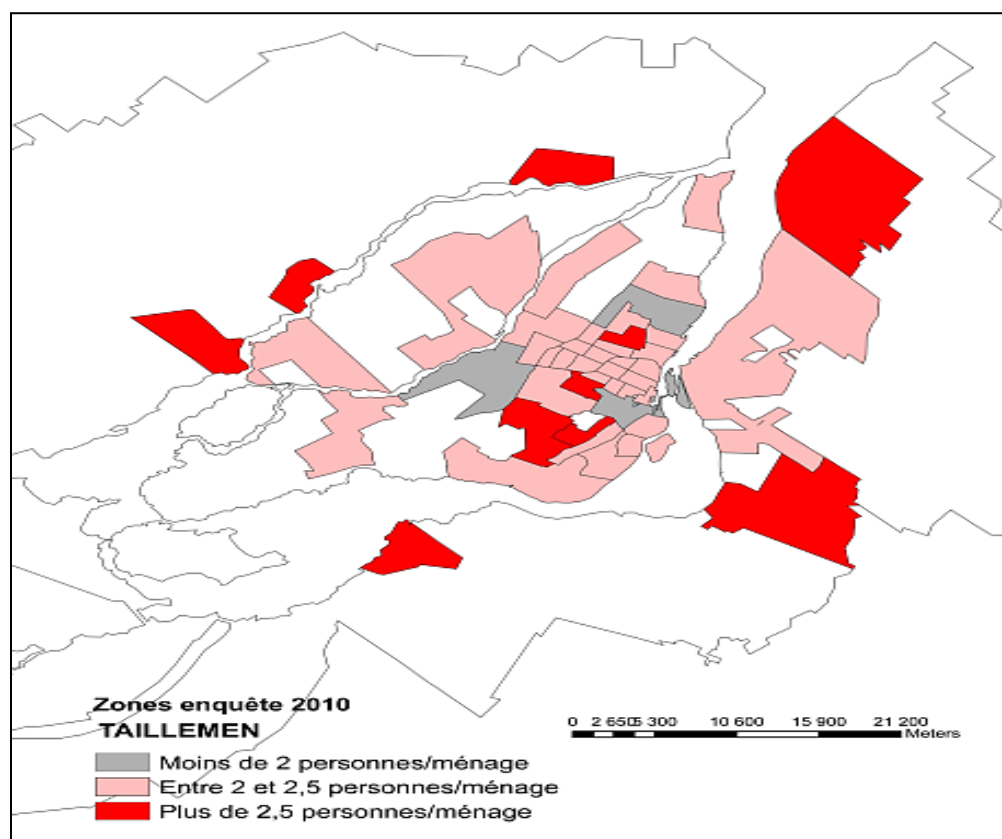 Zones enquête 2010
TAILLEMEN
Moins de 2 personnes/ménage
Entre 2 et 2,5 personnes/ménage
Plus de 2,5 personnes/ménage
0 2 650 5 300 10 600 15 900 21 200
Meters